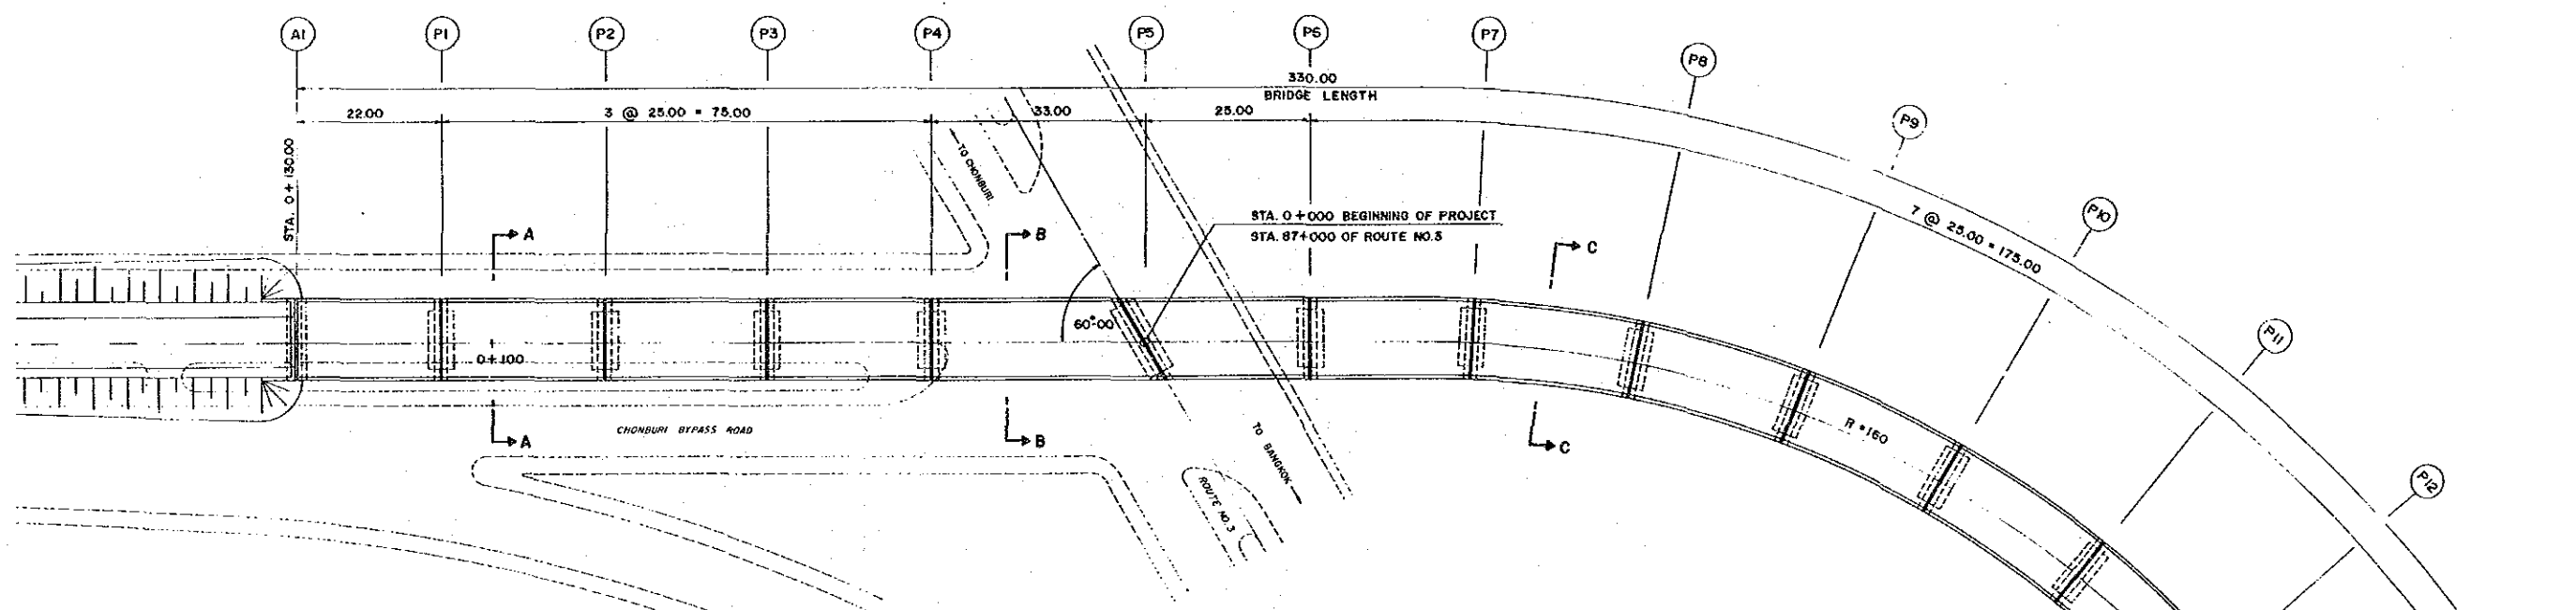 A1 P1 P2 P3 P4 P5 P6 P7 P8 P9 P10 P11 P12
330.00
BRIDGE LENGTH
22.00 3 @ 25.00 = 75.00 33.00 25.00
7 @ 25.00 = 175.00
STA. 0+130.00
TO CHONBURI
A B C
STA. 0+000 BEGINNING OF PROJECT
STA. 87+000 OF ROUTE NO.3
60°00
0+100
R=160
A B C
CHONBURI BYPASS ROAD
TO BANGKOK
ROUTE NO.3